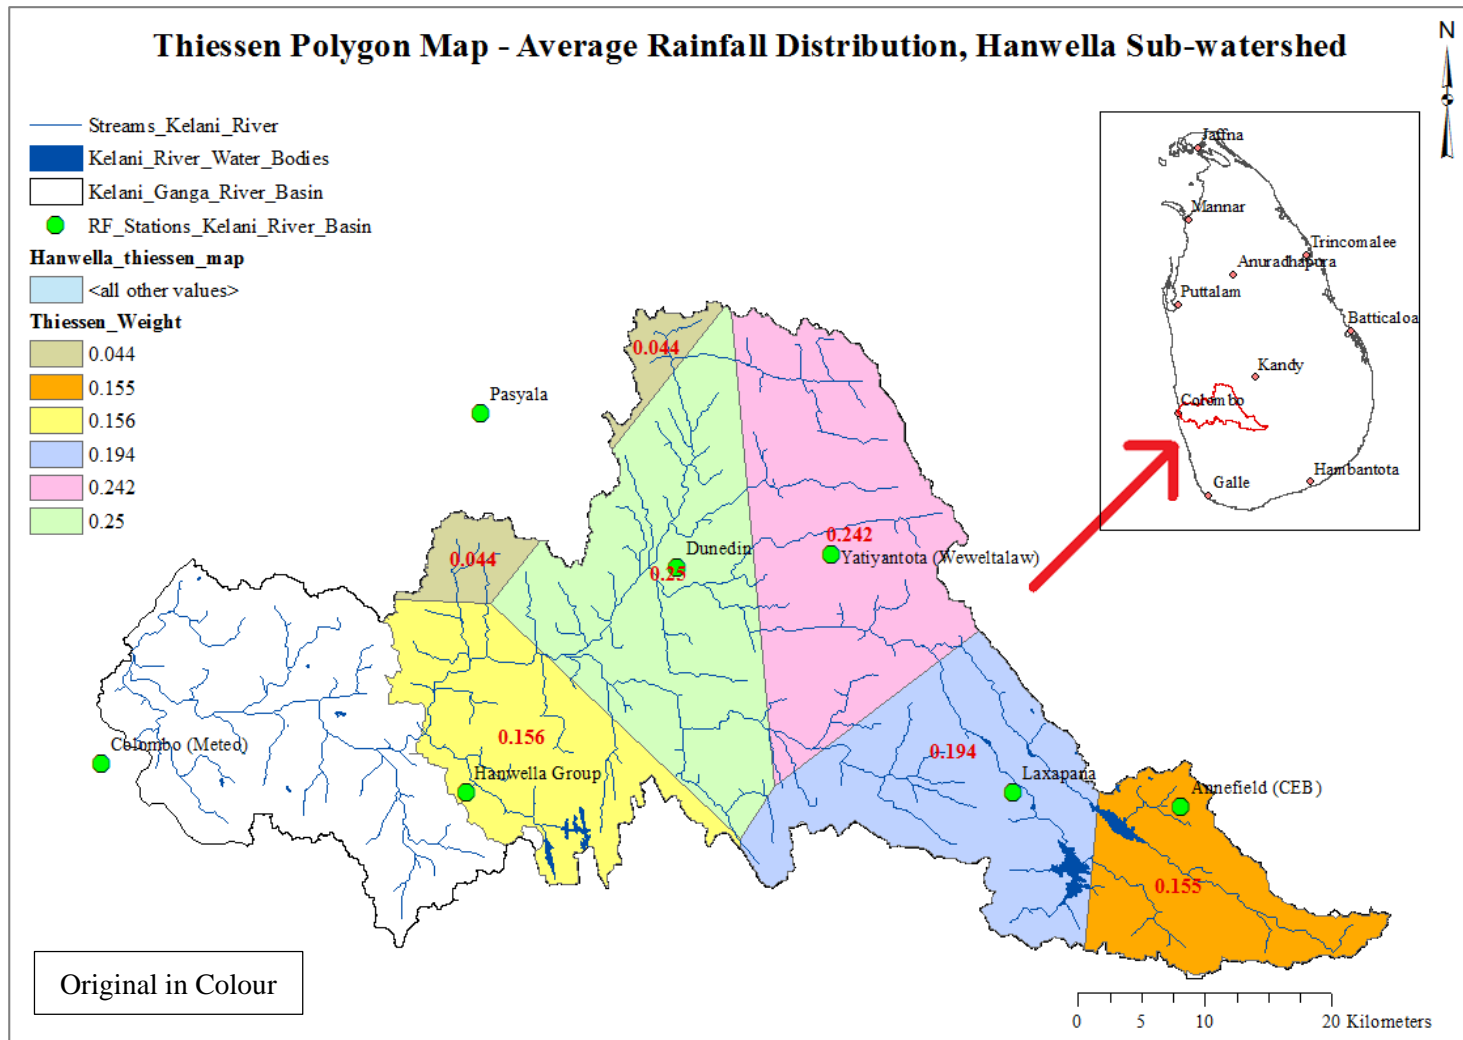 Thiessen Polygon Map - Average Rainfall Distribution, Hanwella Sub-watershed
N
Streams_Kelani_River
Kelani_River_Water_Bodies
Kelani_Ganga_River_Basin
RF_Stations_Kelani_River_Basin
Hanwella_thiessen_map
<all other values>
Thiessen_Weight
0.044
0.155
0.156
0.194
0.242
0.25
Jaffna
Mannar
Trincomalee
Anuradhapura
Puttalam
Batticaloa
Kandy
Colombo
Hambantota
Galle
0.044
Pasyala
0.242
Dunedin
Yatiyantota (Weweltalaw)
0.044
0.25
0.156
Colombo (Meteo)
0.194
Hanwella Group
Laxapana
Annefield (CEB)
0.155
Original in Colour
0 5 10 20 Kilometers